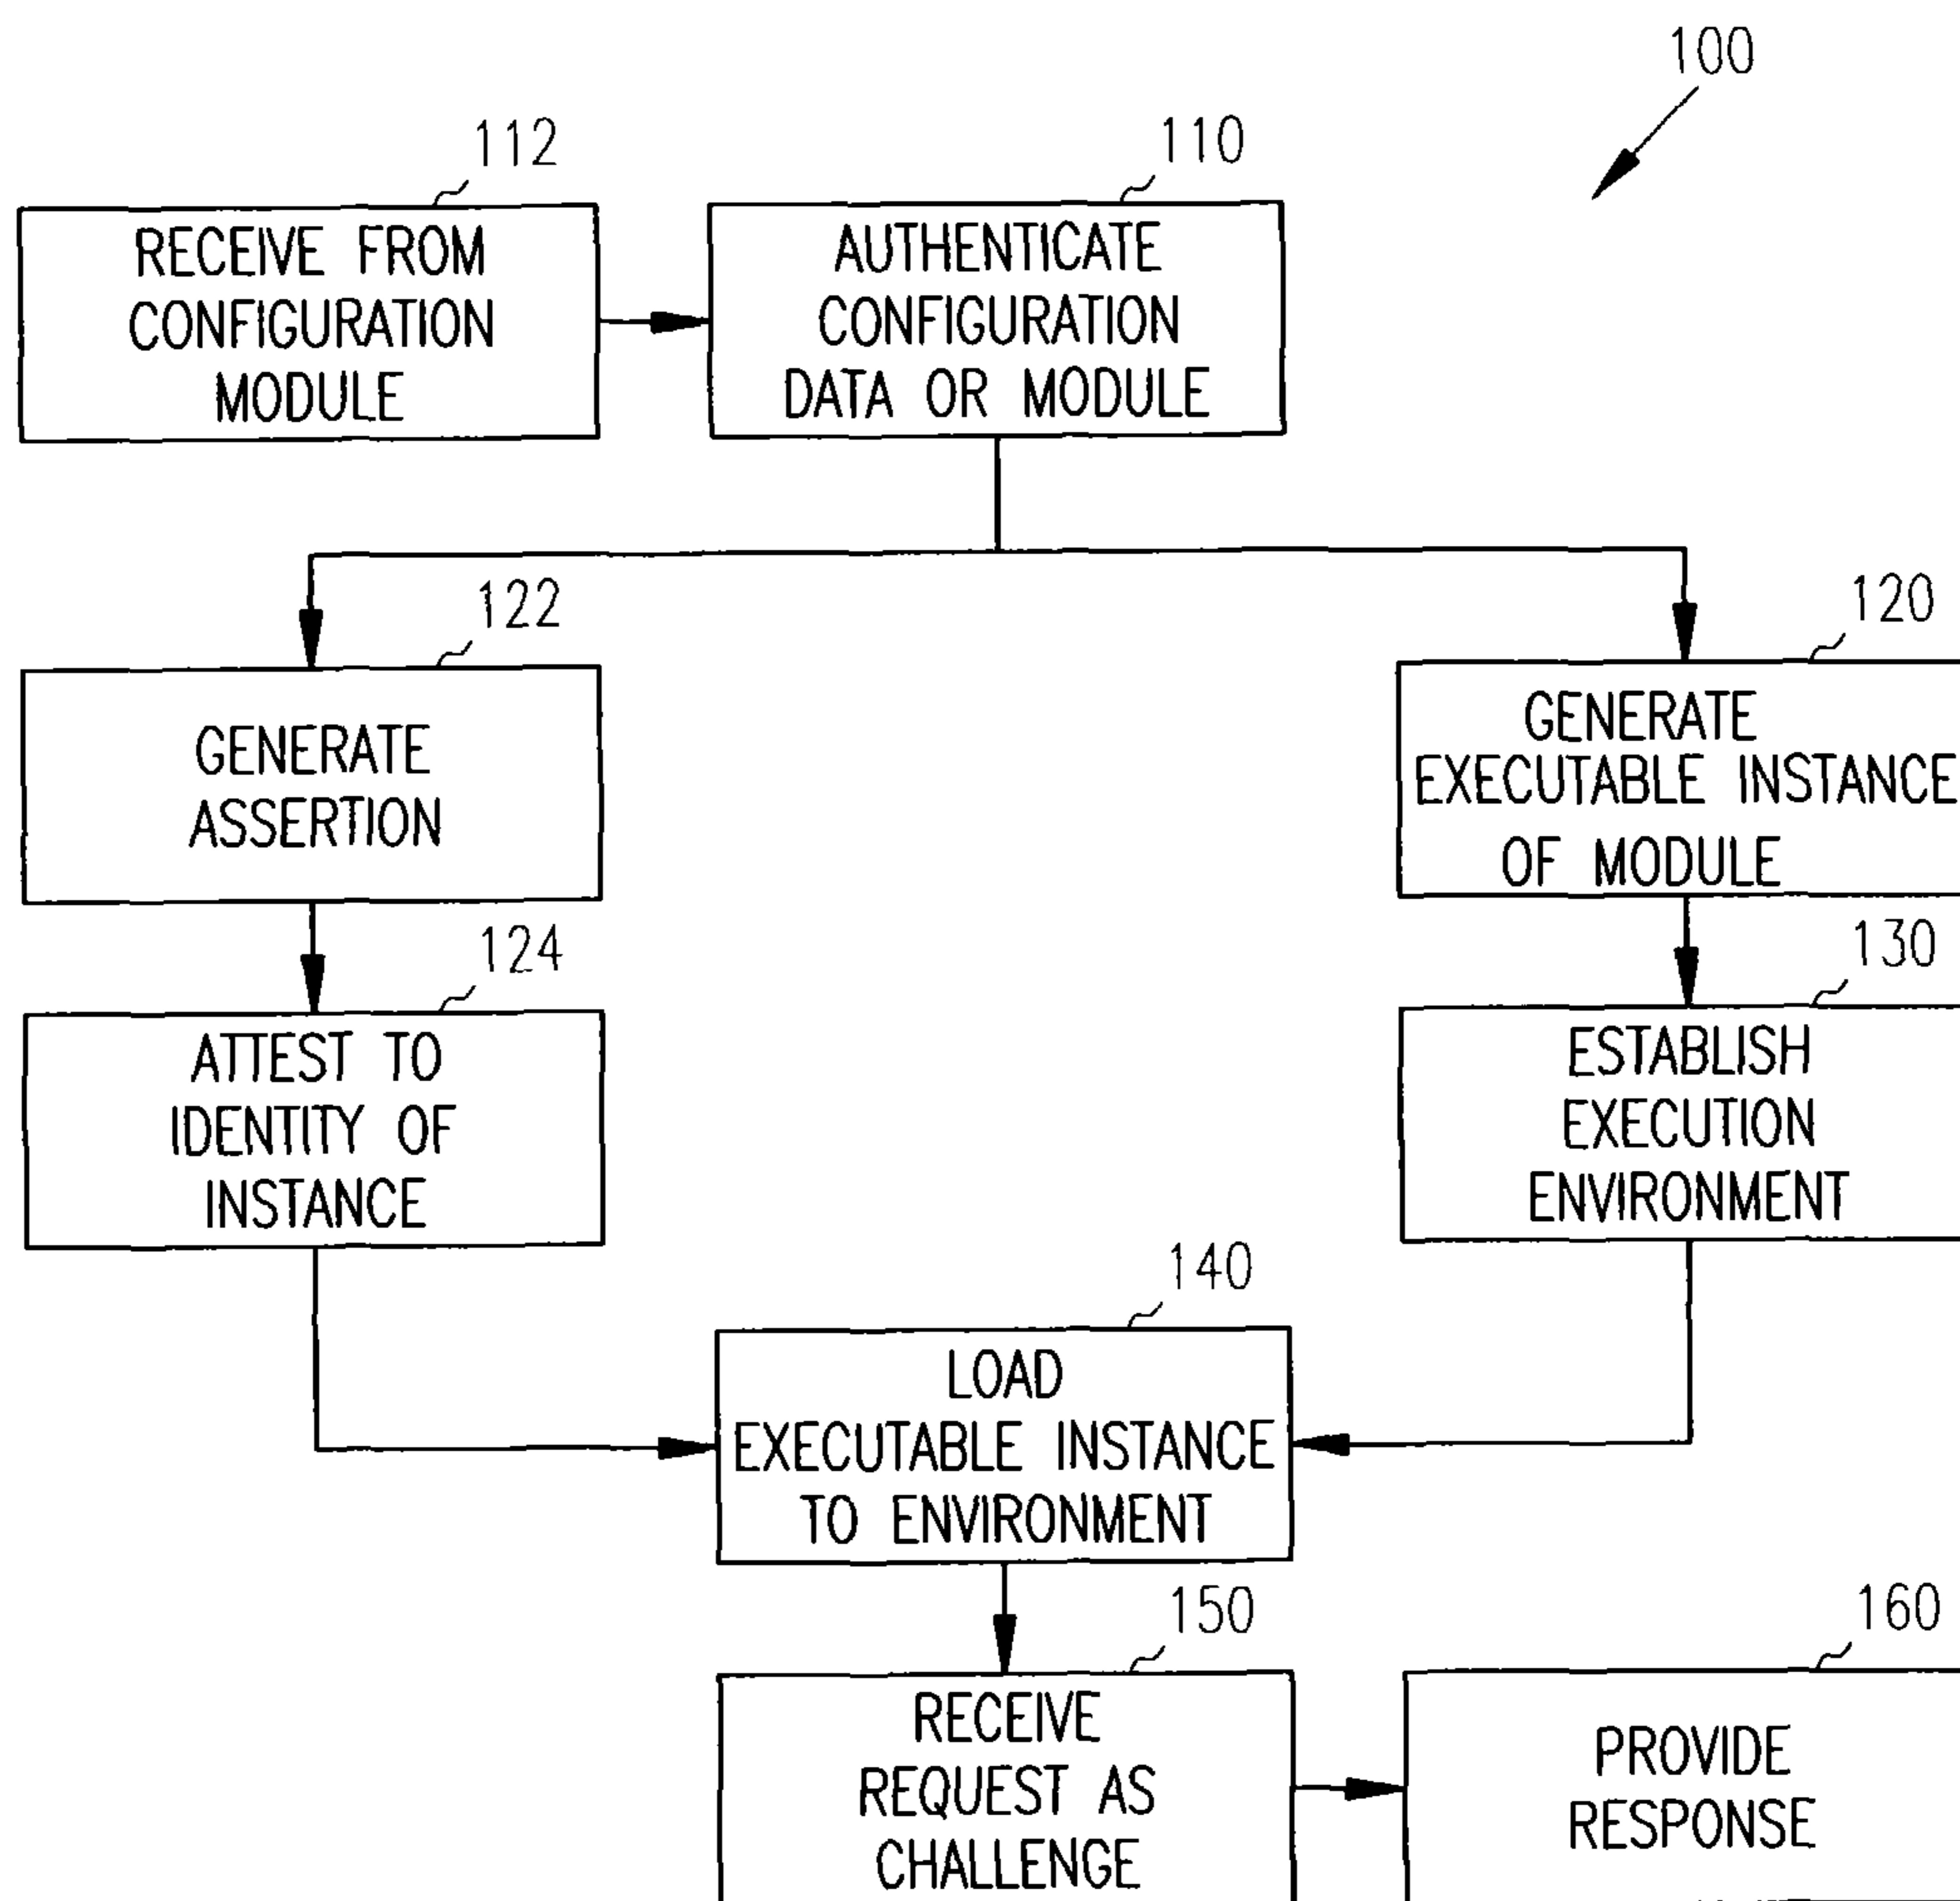 100
112
RECEIVE FROM
CONFIGURATION
MODULE
110
AUTHENTICATE
CONFIGURATION
DATA OR MODULE
122
GENERATE
ASSERTION
120
GENERATE
EXECUTABLE INSTANCE
OF MODULE
124
ATTEST TO
IDENTITY OF
INSTANCE
130
ESTABLISH
EXECUTION
ENVIRONMENT
140
LOAD
EXECUTABLE INSTANCE
TO ENVIRONMENT
150
RECEIVE
REQUEST AS
CHALLENGE
160
PROVIDE
RESPONSE